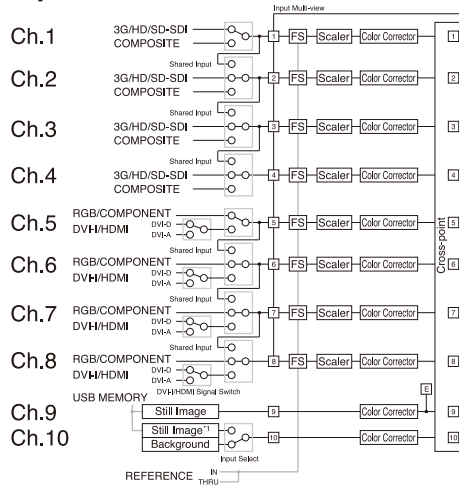 Input Multi-view
Ch.1 3G/HD/SD-SDI COMPOSITE 1 FS Scaler Color Corrector 1
Shared Input
Ch.2 3G/HD/SD-SDI COMPOSITE 2 FS Scaler Color Corrector 2
Shared Input
Ch.3 3G/HD/SD-SDI COMPOSITE 3 FS Scaler Color Corrector 3
Shared Input
Ch.4 3G/HD/SD-SDI COMPOSITE 4 FS Scaler Color Corrector 4
Ch.5 RGB/COMPONENT DVI-I/HDMI DVI-D DVI-A 5 FS Scaler Color Corrector 5
Cross-point
Shared Input
Ch.6 RGB/COMPONENT DVI-I/HDMI DVI-D DVI-A 6 FS Scaler Color Corrector 6
Shared Input
Ch.7 RGB/COMPONENT DVI-I/HDMI DVI-D DVI-A 7 FS Scaler Color Corrector 7
Shared Input
Ch.8 RGB/COMPONENT DVI-I/HDMI DVI-D DVI-A 8 FS Scaler Color Corrector 8
DVI-I/HDMI Signal Switch
USB MEMORY E
Ch.9 Still Image 9 Color Corrector 9
Ch.10 Still Image*1 Background 10 Color Corrector 10
Input Select
REFERENCE IN
THRU